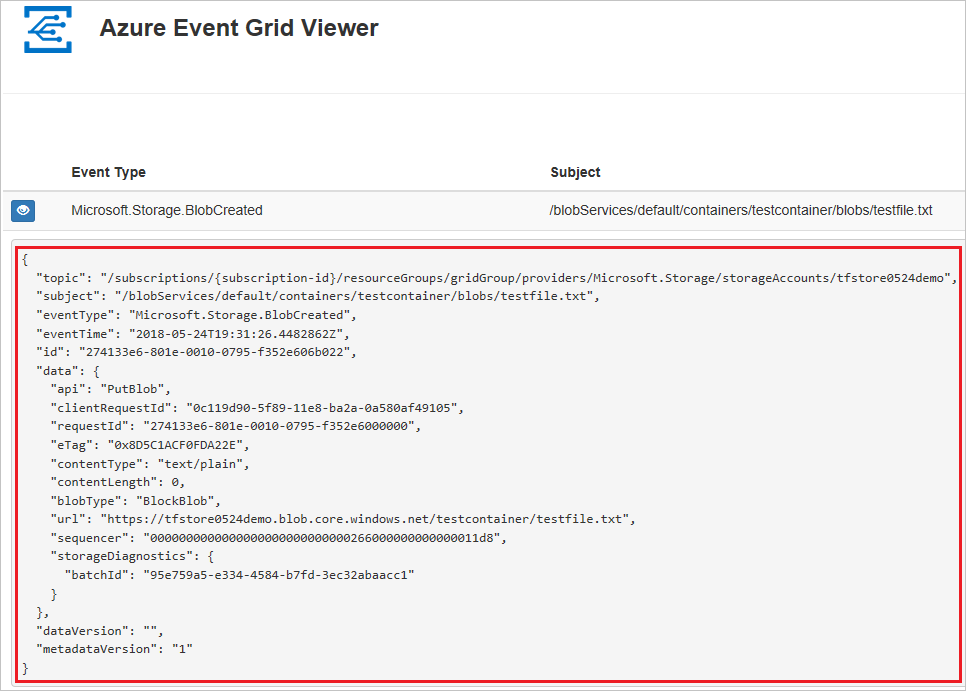 Azure Event Grid Viewer
Event Type Subject
Microsoft.Storage.BlobCreated /blobServices/default/containers/testcontainer/blobs/testfile.txt
{
"topic": "/subscriptions/{subscription-id}/resourceGroups/gridGroup/providers/Microsoft.Storage/storageAccounts/tfstore0524demo",
"subject": "/blobServices/default/containers/testcontainer/blobs/testfile.txt",
"eventType": "Microsoft.Storage.BlobCreated",
"eventTime": "2018-05-24T19:31:26.4482862Z",
"id": "274133e6-801e-0010-0795-f352e606b022",
"data": {
"api": "PutBlob",
"clientRequestId": "0c119d90-5f89-11e8-ba2a-0a580af49105",
"requestId": "274133e6-801e-0010-0795-f352e6000000",
"eTag": "0x8D5C1ACF0FDA22E",
"contentType": "text/plain",
"contentLength": 0,
"blobType": "BlockBlob",
"url": "https://tfstore0524demo.blob.core.windows.net/testcontainer/testfile.txt",
"sequencer": "00000000000000000000000000000266000000000000011d8",
"storageDiagnostics": {
"batchId": "95e759a5-e334-4584-b7fd-3ec32abaacc1"
}
},
"dataVersion": "",
"metadataVersion": "1"
}